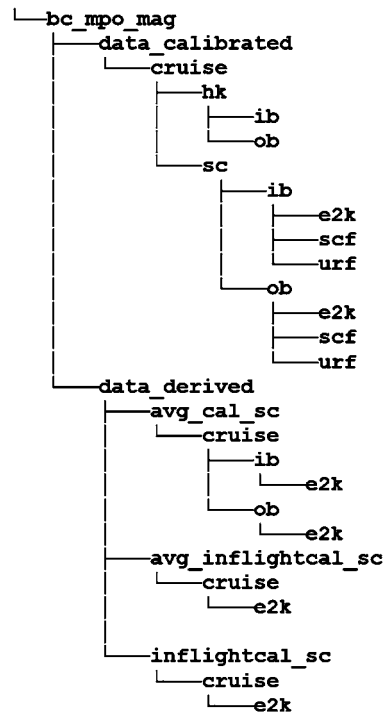 bc_mpo_mag
data_calibrated
cruise
hk
ib
ob
sc
ib
e2k
scf
urf
ob
e2k
scf
urf
data_derived
avg_cal_sc
cruise
ib
e2k
ob
e2k
avg_inflightcal_sc
cruise
e2k
inflightcal_sc
cruise
e2k